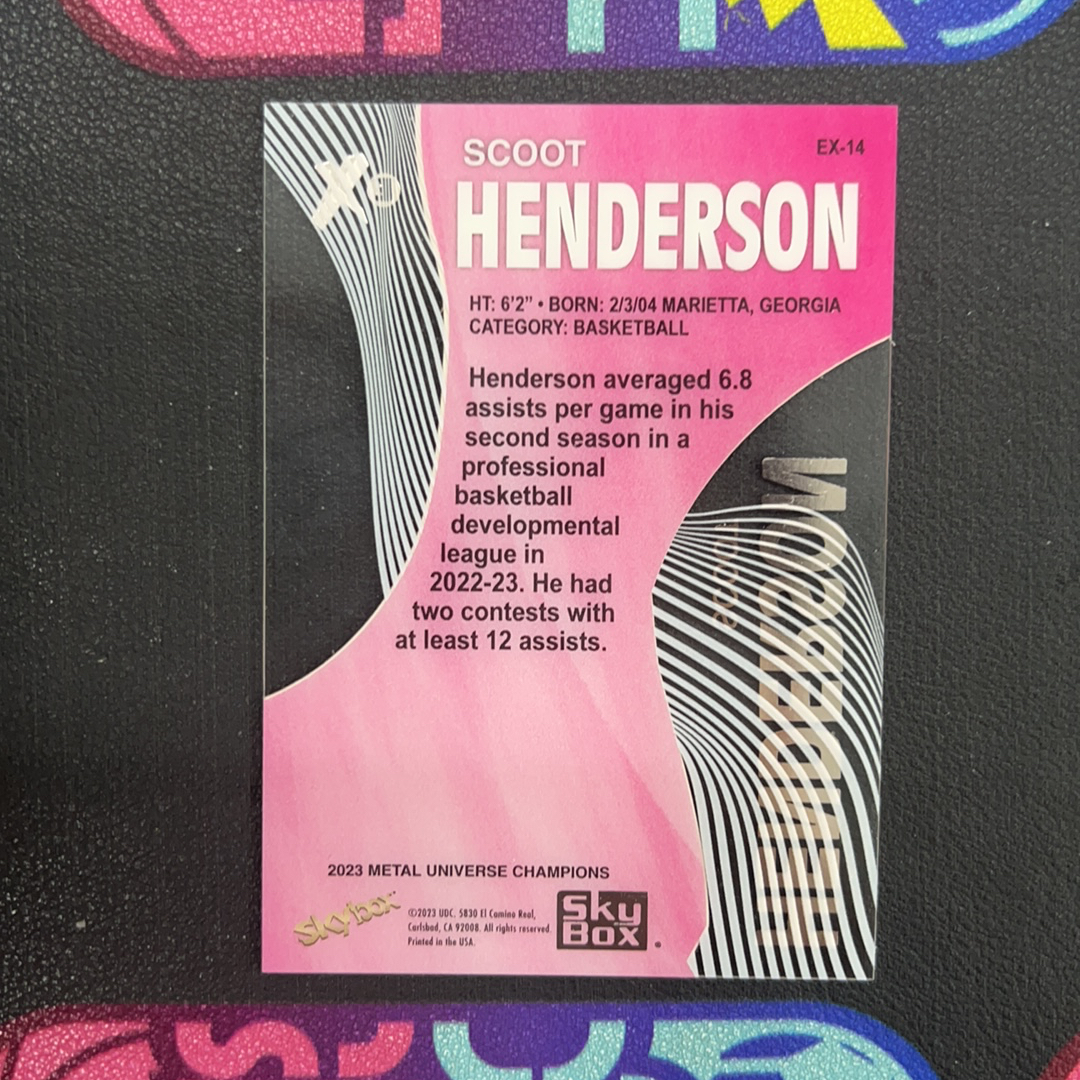 SCOOT
EX-14
HENDERSON
HT: 6'2” • BORN: 2/3/04 MARIETTA, GEORGIA
CATEGORY: BASKETBALL
Henderson averaged 6.8
assists per game in his
second season in a
professional
basketball
developmental
league in
2022-23. He had
two contests with
at least 12 assists.
HENDERSON
2023 METAL UNIVERSE CHAMPIONS
Skybox
©2023 UDC. 5830 El Camino Real,
Carlsbad, CA 92008. All rights reserved.
Printed in the USA.
Sky
Box